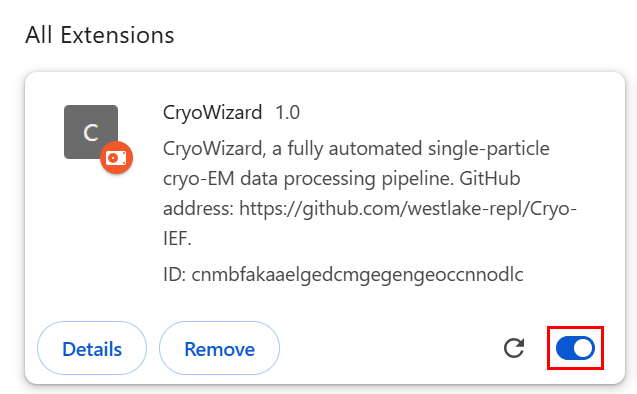 All Extensions
C
CryoWizard 1.0
CryoWizard, a fully automated single-particle
cryo-EM data processing pipeline. GitHub
address: https://github.com/westlake-repl/Cryo-
IEF.
ID: cnmbfakaaelgedcmgegengeoccnnodlc
Details Remove